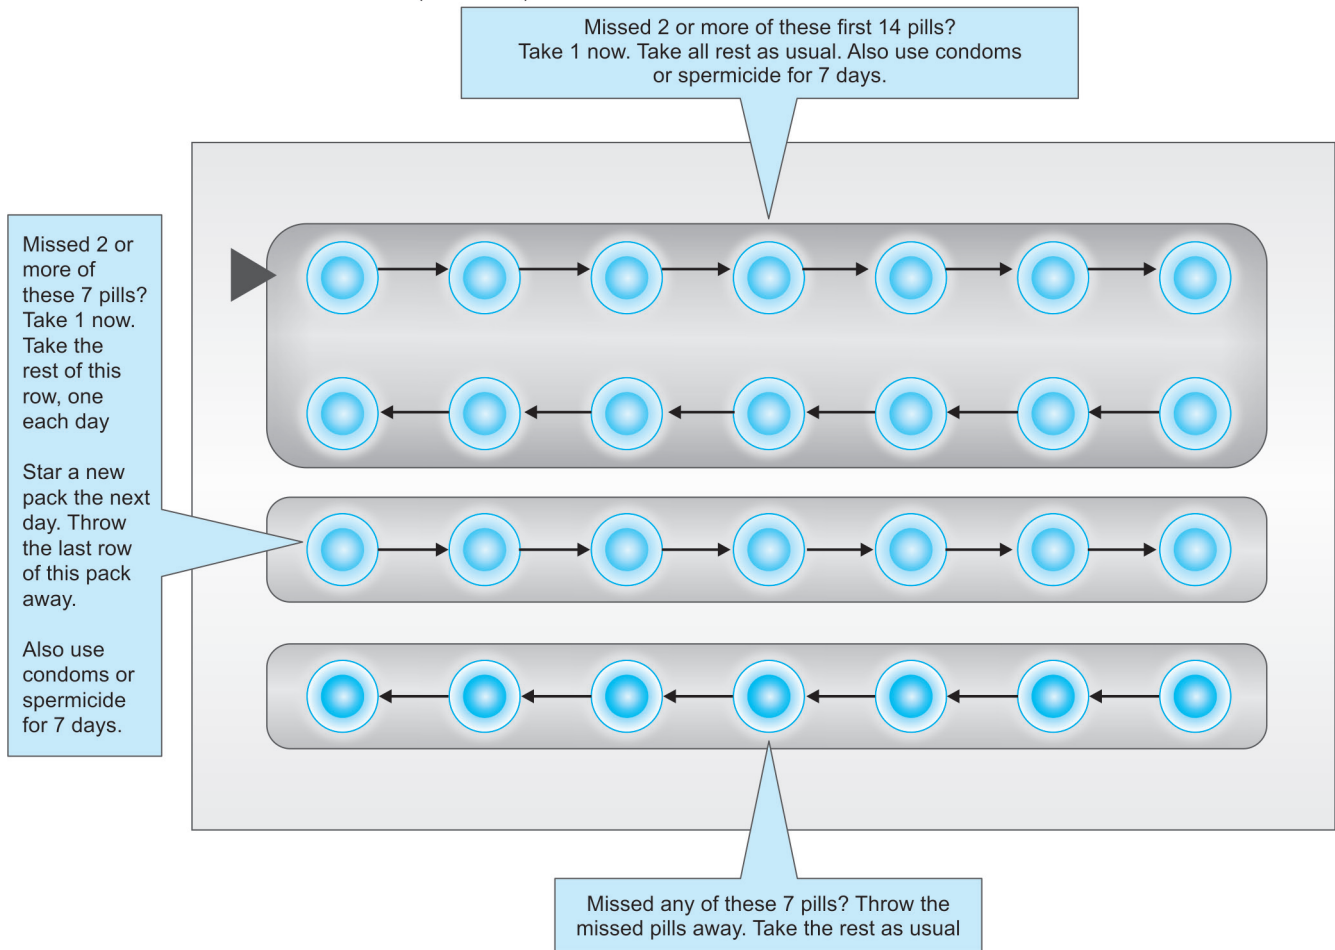 Missed 2 or more of these first 14 pills?
Take 1 now. Take all rest as usual. Also use condoms
or spermicide for 7 days.
Missed 2 or
more of
these 7 pills?
Take 1 now.
Take the
rest of this
row, one
each day
Star a new
pack the next
day. Throw
the last row
of this pack
away.
Also use
condoms or
spermicide
for 7 days.
Missed any of these 7 pills? Throw the
missed pills away. Take the rest as usual